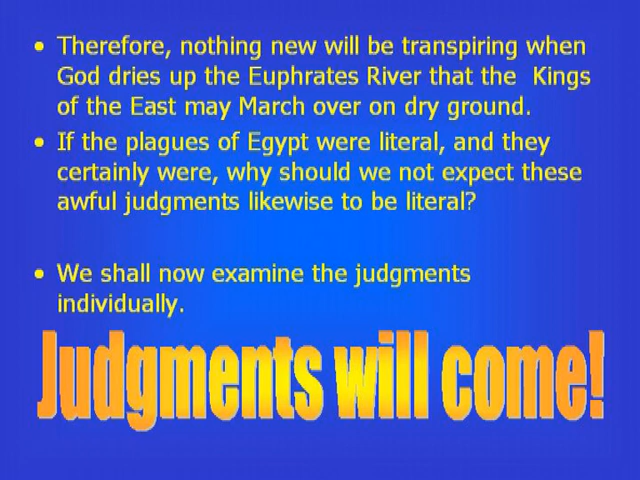 • Therefore, nothing new will be transpiring when
God dries up the Euphrates River that the  Kings
of the East may March over on dry ground.
• If the plagues of Egypt were literal, and they
certainly were, why should we not expect these
awful judgments likewise to be literal?
• We shall now examine the judgments
individually.
Judgments will come!